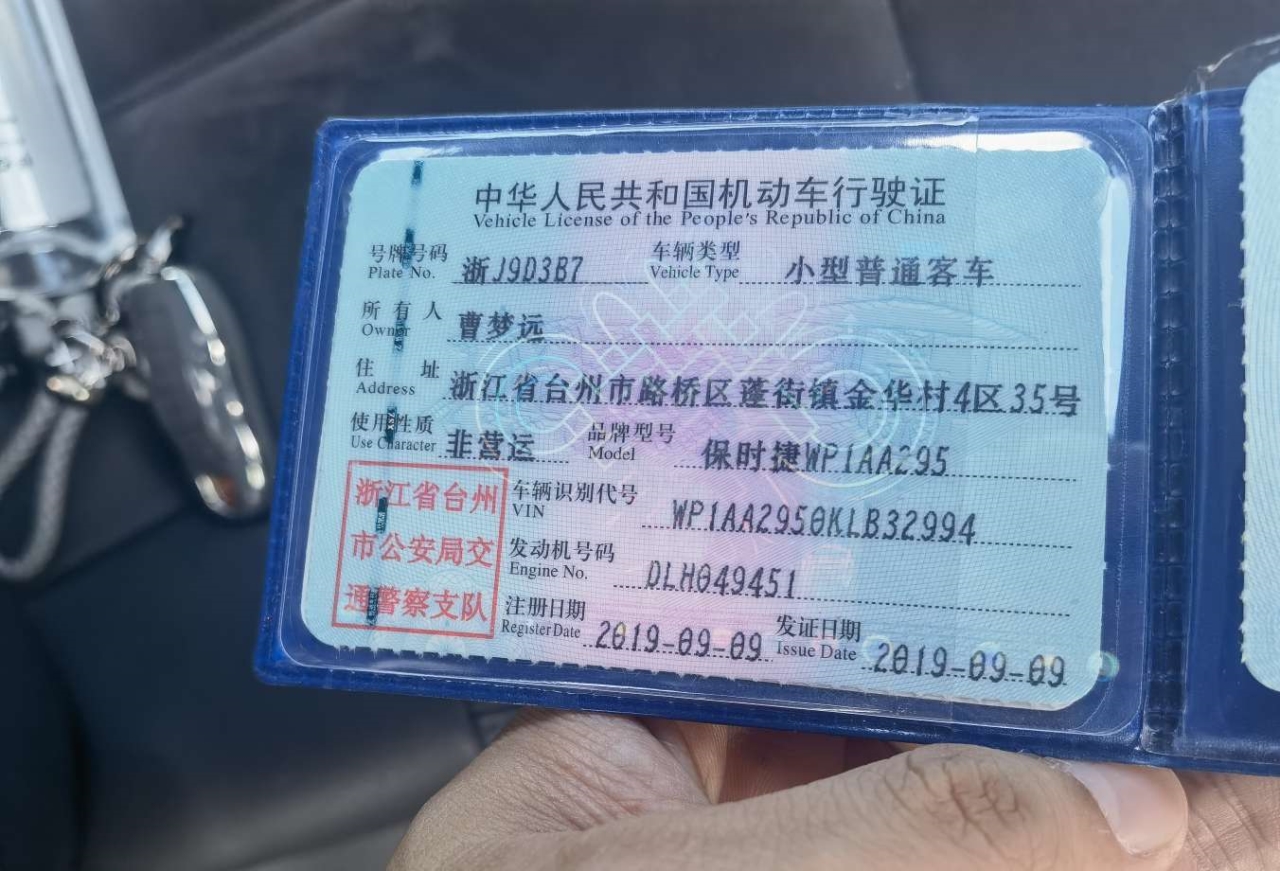 中华人民共和国机动车行驶证
Vehicle License of the People's Republic of China
号牌号码 浙J9D3B7 车辆类型 小型普通客车
Plate No. Vehicle Type
所有人 曹梦远
Owner
住址 浙江省台州市路桥区蓬街镇金华村4区35号
Address
使用性质 非营运 品牌型号 保时捷WP1AA295
Use Character Model
浙江省台州
市公安局交
通警察支队
车辆识别代号 WP1AA2950KLB32994
VIN
发动机号码 DLH049451
Engine No.
注册日期 2019-09-09 发证日期 2019-09-09
Register Date Issue Date